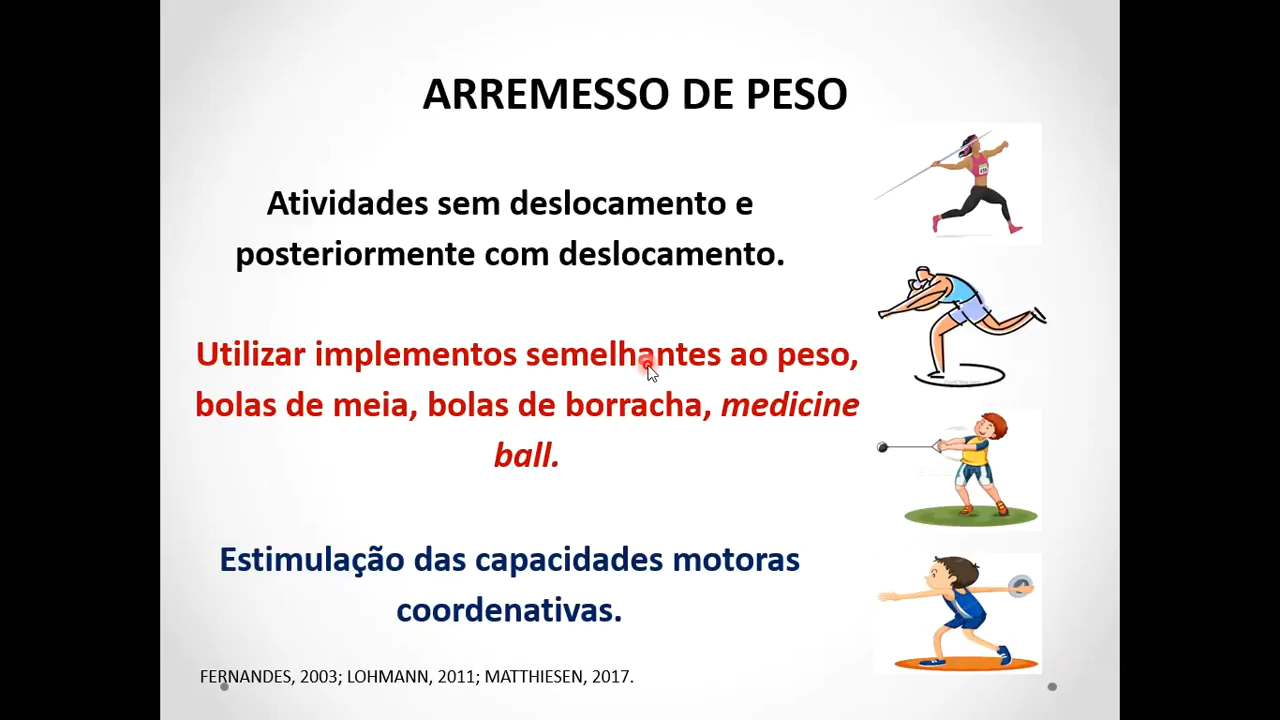 ARREMESSO DE PESO
Atividades sem deslocamento e
posteriormente com deslocamento.
Utilizar implementos semelhantes ao peso,
bolas de meia, bolas de borracha, medicine
ball.
Estimulação das capacidades motoras
coordenativas.
FERNANDES, 2003; LOHMANN, 2011; MATTHIESEN, 2017.